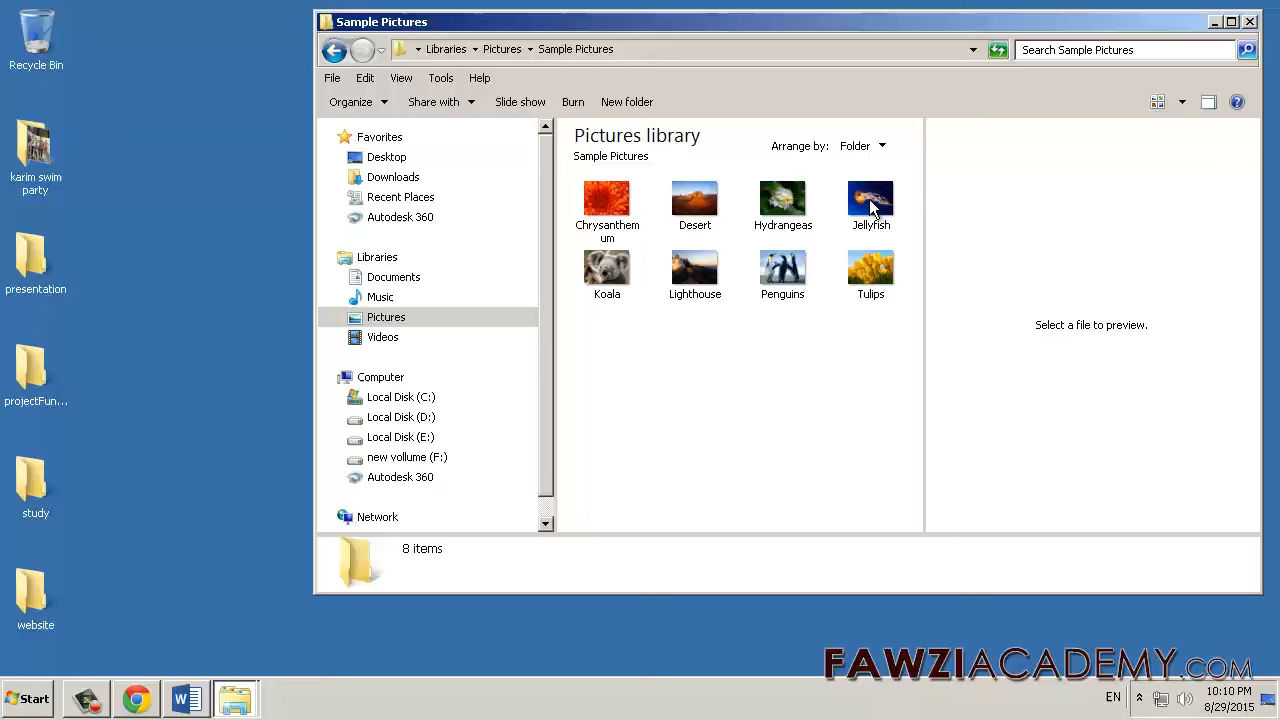 Recycle Bin
karim swim
party
presentation
projectFun...
study
website
Sample Pictures
Libraries Pictures Sample Pictures
Search Sample Pictures
File Edit View Tools Help
Organize Share with Slide show Burn New folder
Favorites
Desktop
Downloads
Recent Places
Autodesk 360
Libraries
Documents
Music
Pictures
Videos
Computer
Local Disk (C:)
Local Disk (D:)
Local Disk (E:)
new volume (F:)
Autodesk 360
Network
Pictures library
Sample Pictures
Arrange by: Folder
Chrysanthem
um
Desert
Hydrangeas
Jellyfish
Koala
Lighthouse
Penguins
Tulips
Select a file to preview.
8 items
FAWZIACADEMY.COM
Start
EN
10:10 PM
8/29/2015